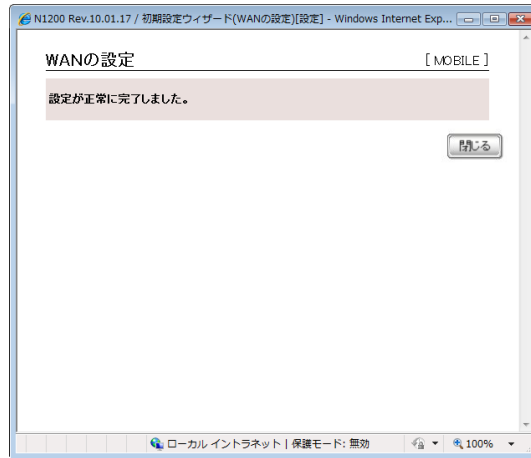 N1200 Rev.10.01.17 / 初期設定ウィザード(WANの設定)[設定] - Windows Internet Exp...
WANの設定 [ MOBILE ]
設定が正常に完了しました。
閉じる
ローカル イントラネット | 保護モード: 無効 100%